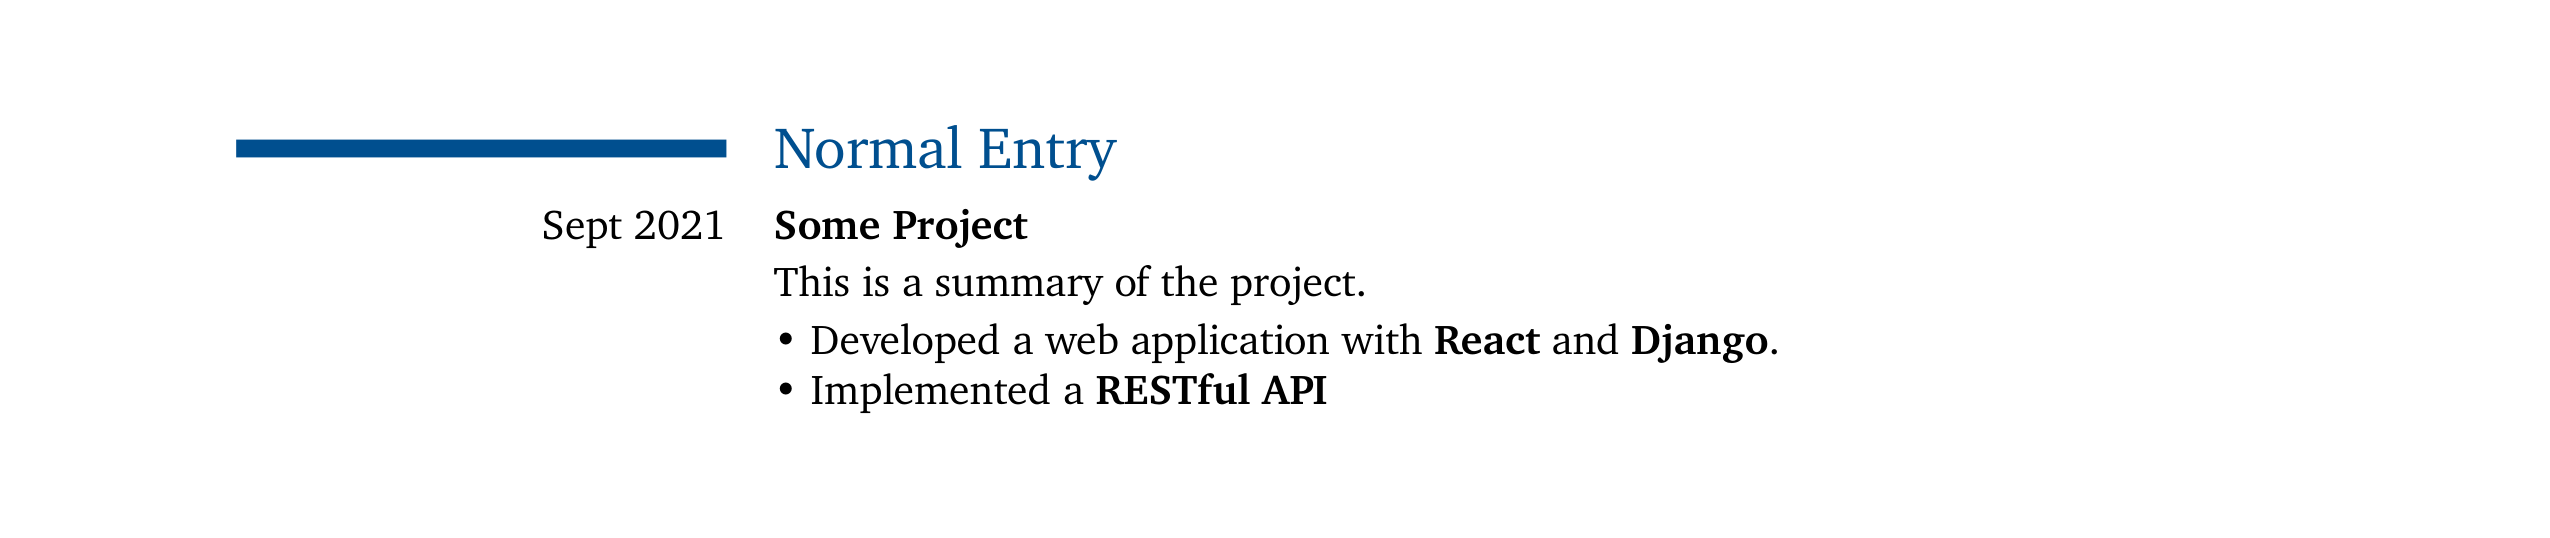 Normal Entry
Sept 2021 Some Project
This is a summary of the project.
• Developed a web application with React and Django.
• Implemented a RESTful API